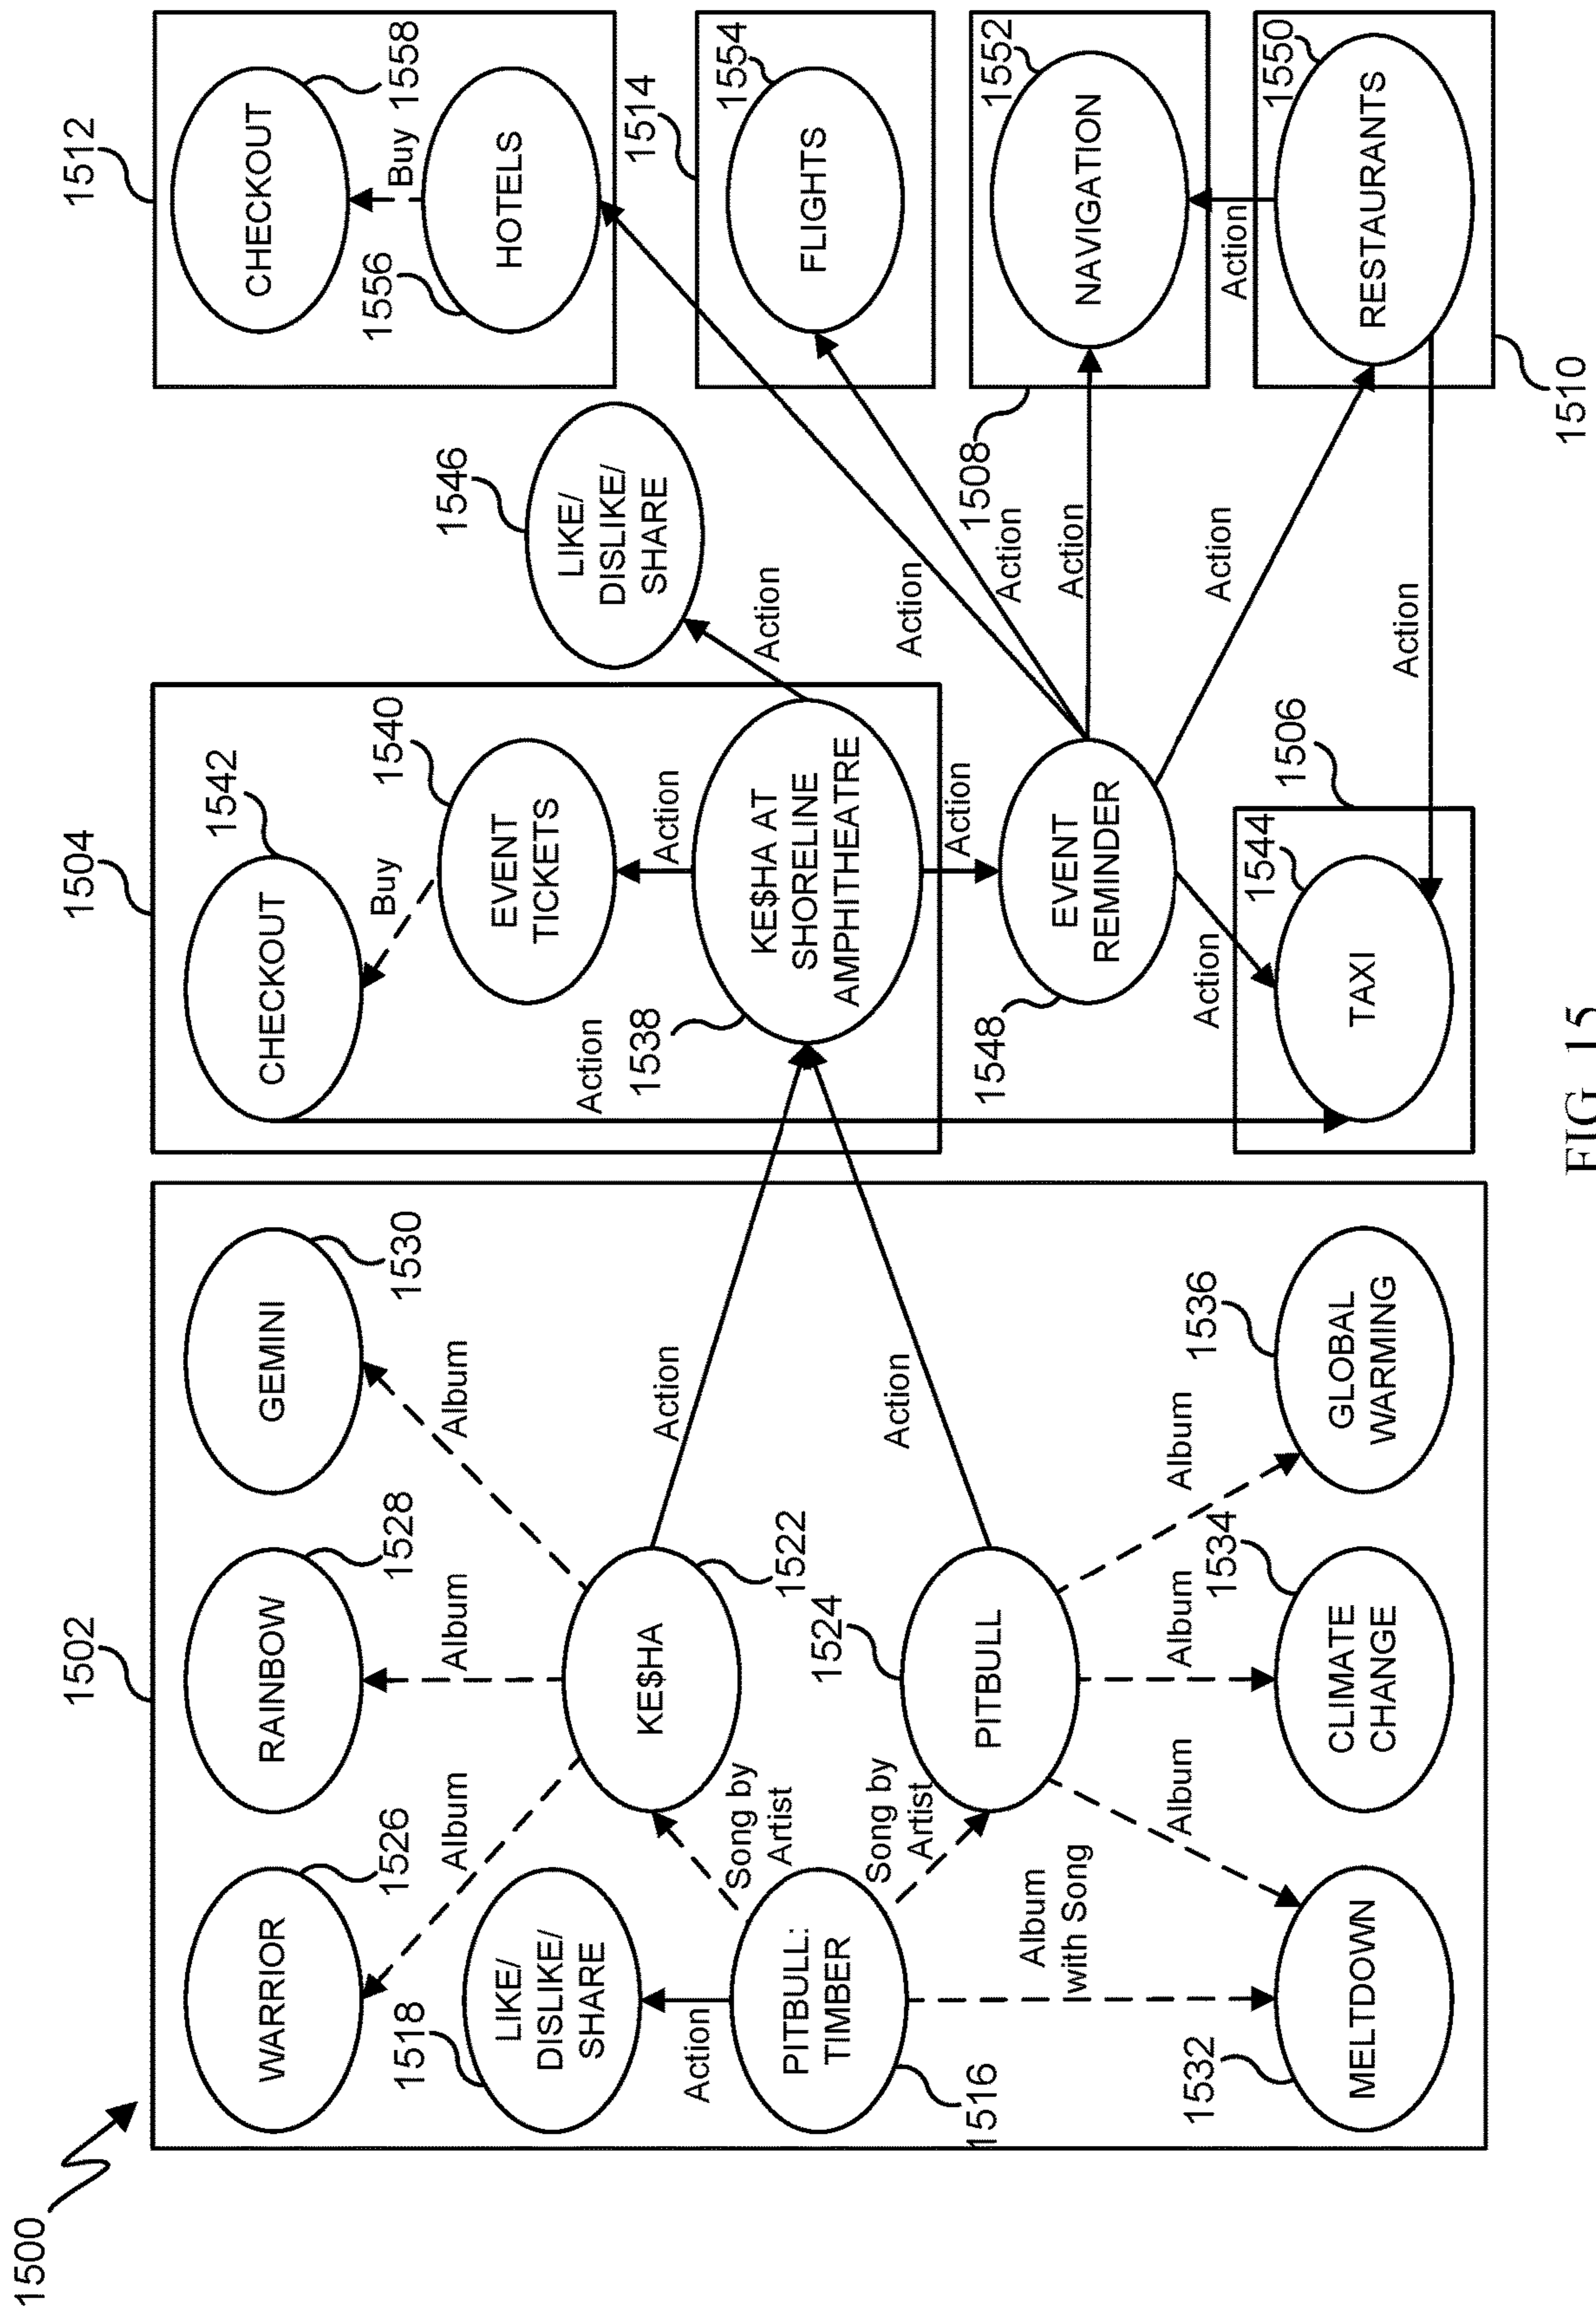 1500
1502
1504
1512
WARRIOR
1526
RAINBOW
1528
GEMINI
1530
CHECKOUT
1542
CHECKOUT
1558
Album
Album
Album
Buy
Buy
1518
LIKE/
DISLIKE/
SHARE
EVENT
TICKETS
1540
1546
LIKE/
DISLIKE/
SHARE
1556
HOTELS
Action
KE$HA
1522
Action
Action
1538
Action
Action
1514
Song by
Artist
PITBULL:
TIMBER
1516
1524
Song by
Artist
KE$HA AT
SHORELINE
AMPHITHEATRE
Action
FLIGHTS
1554
PITBULL
Action
Action
Action
1508
Action
Action
1548
EVENT
REMINDER
NAVIGATION
1552
Album
with Song
Album
Album
Album
Action
Action
Action
1532
1534
1536
1506
MELTDOWN
CLIMATE
CHANGE
GLOBAL
WARMING
TAXI
1544
Action
RESTAURANTS
1550
1510
FIG. 15